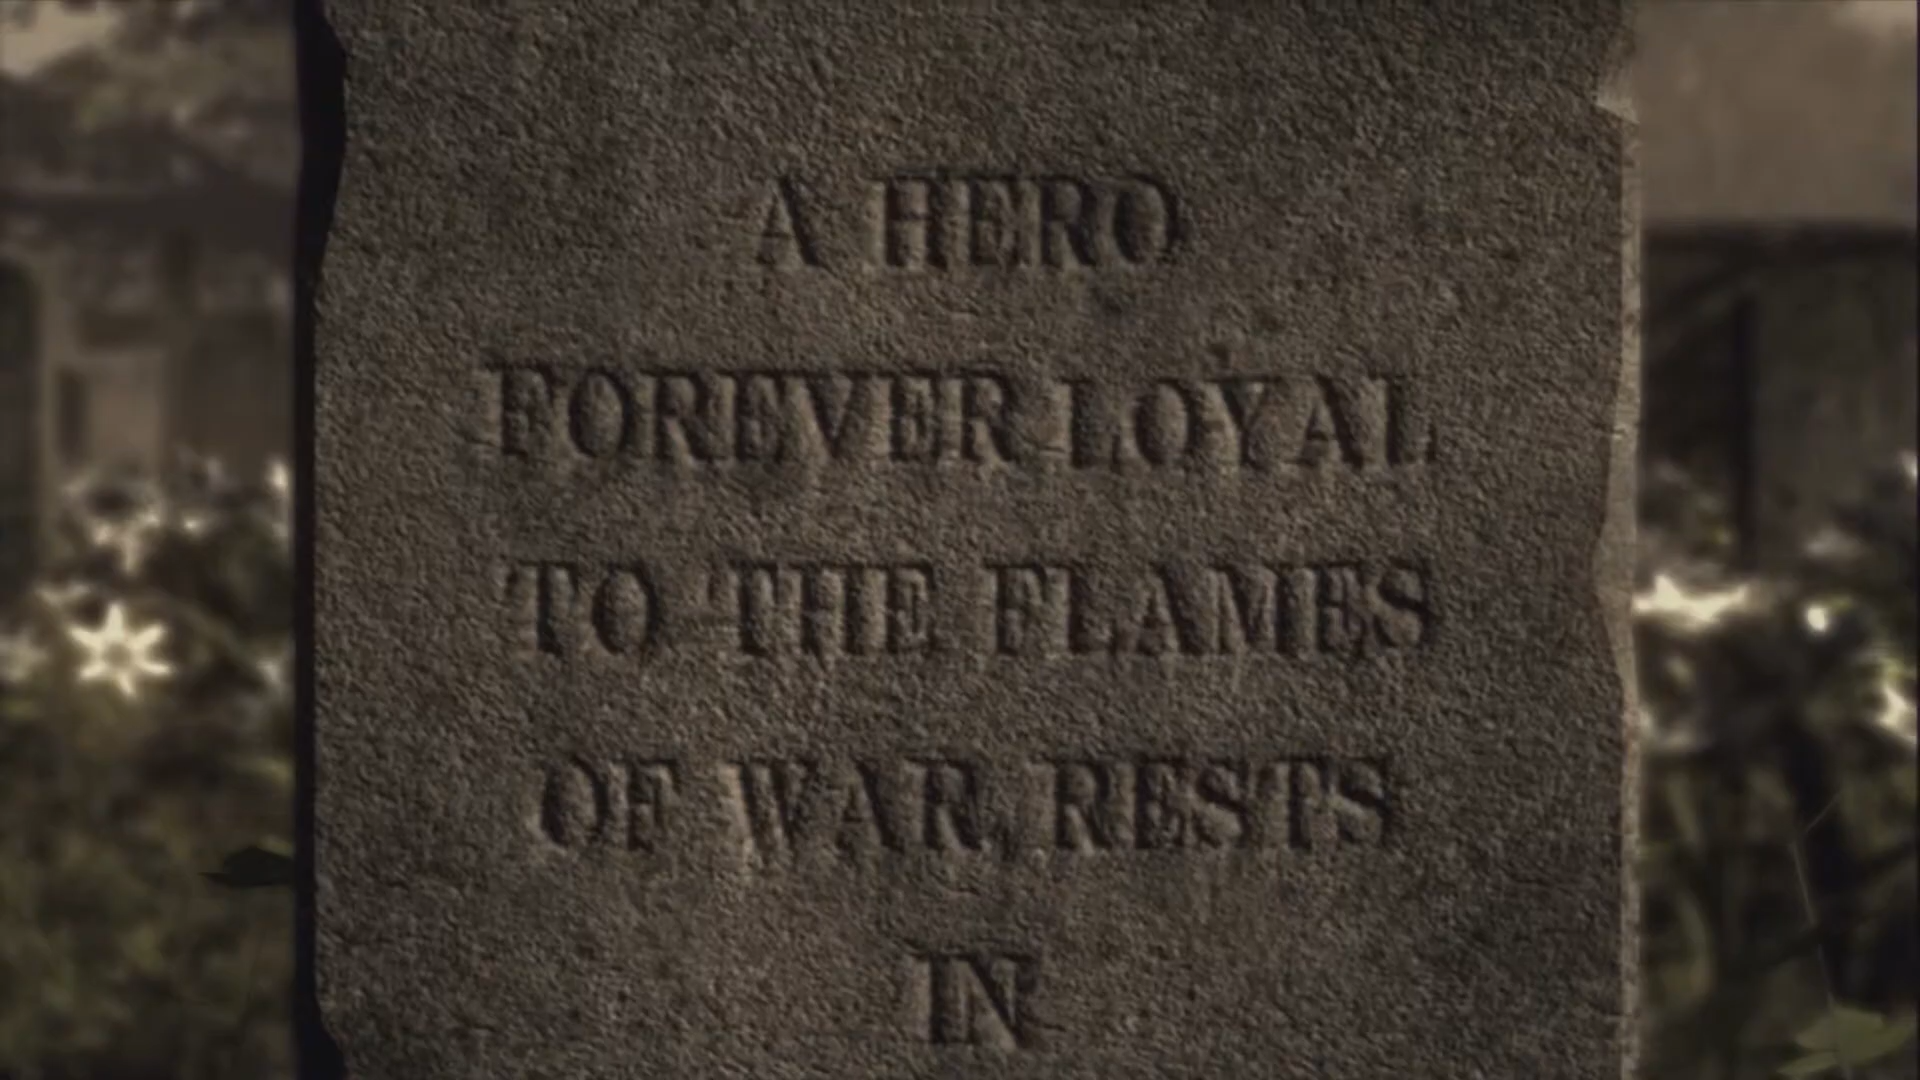 A HERO
FOREVER LOYAL
TO THE FLAMES
OF WAR, RESTS
IN